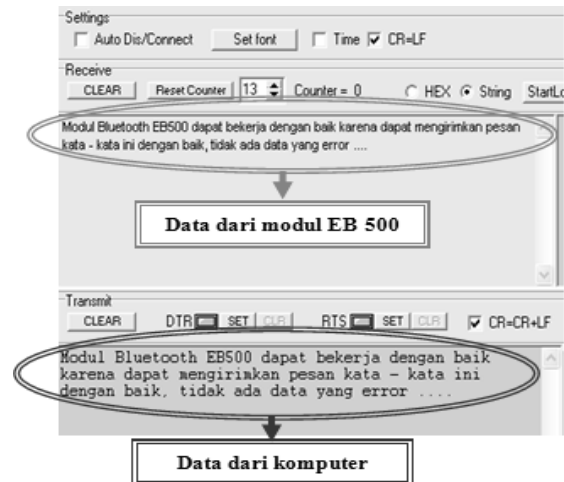 Settings
Auto Dis/Connect Set font Time CR=LF
Receive
CLEAR Reset Counter 13 Counter = 0 HEX String StartLo
Modul Bluetooth EB500 dapat bekerja dengan baik karena dapat mengirimkan pesan
kata - kata ini dengan baik, tidak ada data yang error ....
Data dari modul EB 500
Transmit
CLEAR DTR SET CLR RTS SET CLR CR=CR+LF
Modul Bluetooth EB500 dapat bekerja dengan baik
karena dapat mengirimkan pesan kata - kata ini
dengan baik, tidak ada data yang error ....
Data dari komputer